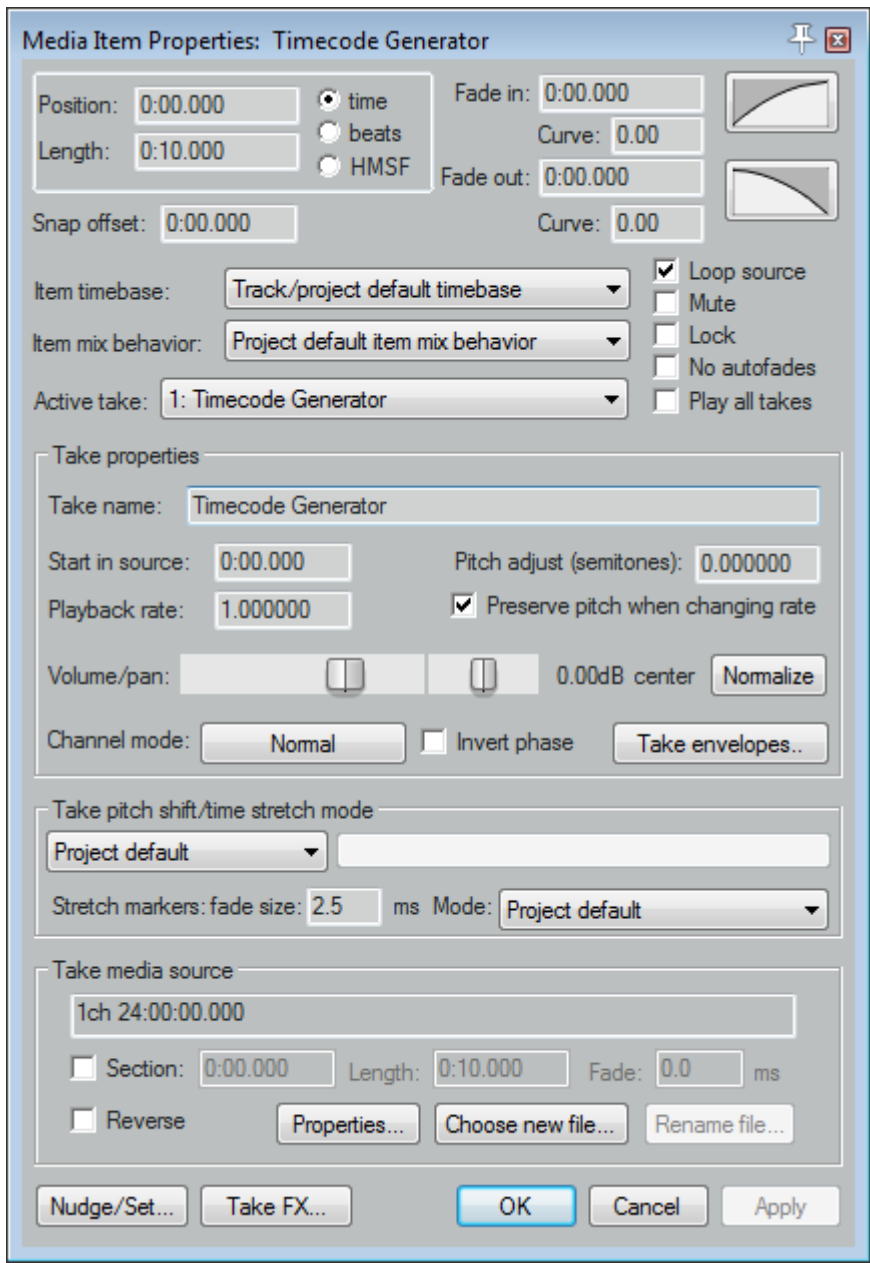 Media Item Properties: Timecode Generator
Position: 0:00.000 time Fade in: 0:00.000
beats Curve: 0.00
Length: 0:10.000 HMSF Fade out: 0:00.000
Snap offset: 0:00.000 Curve: 0.00
Item timebase: Track/project default timebase Loop source
Mute
Item mix behavior: Project default item mix behavior Lock
No autofades
Active take: 1: Timecode Generator Play all takes
Take properties
Take name: Timecode Generator
Start in source: 0:00.000 Pitch adjust (semitones): 0.000000
Playback rate: 1.000000 Preserve pitch when changing rate
Volume/pan: 0.00dB center Normalize
Channel mode: Normal Invert phase Take envelopes..
Take pitch shift/time stretch mode
Project default
Stretch markers: fade size: 2.5 ms Mode: Project default
Take media source
1ch 24:00:00.000
Section: 0:00.000 Length: 0:10.000 Fade: 0.0 ms
Reverse Properties... Choose new file... Rename file...
Nudge/Set... Take FX... OK Cancel Apply